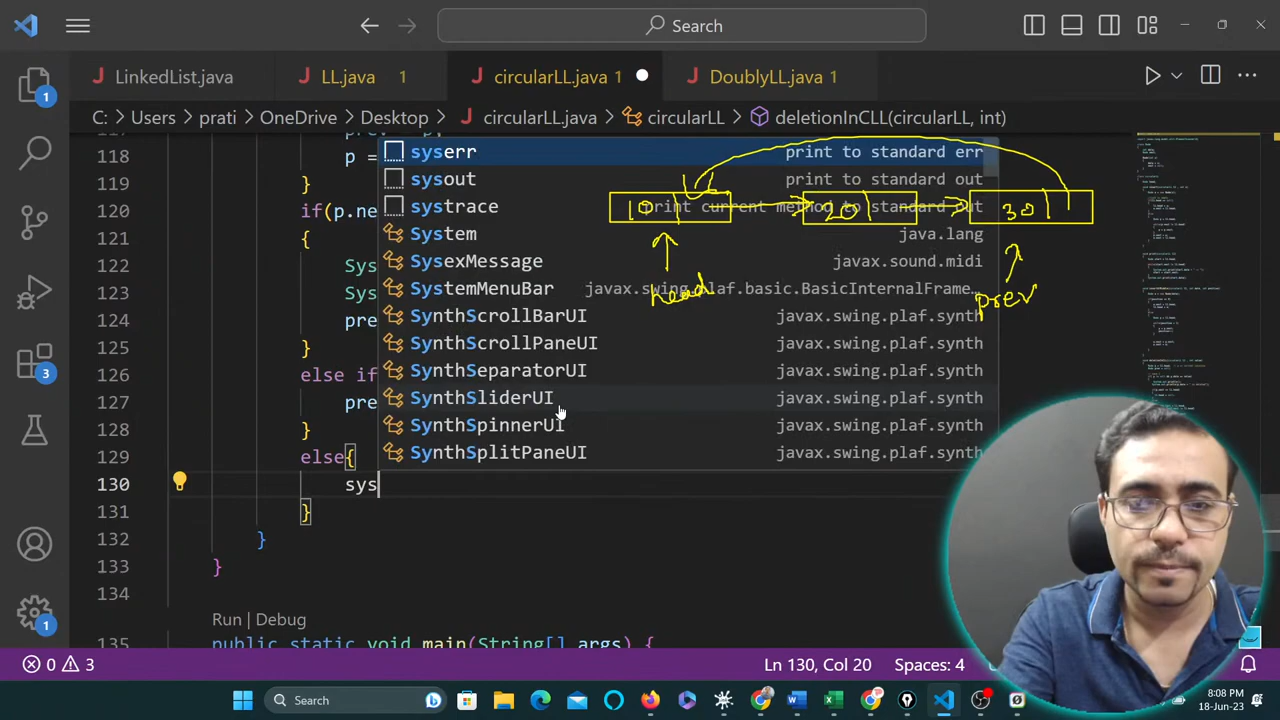 Search
LinkedList.java
LL.java 1
circularLL.java 1
DoublyLL.java 1
C: > Users > prati > OneDrive > Desktop > circularLL.java > circularLL > deletionInCLL(circularLL, int)
118 p =
119 }
120 if(p.ne
121 {
122 Sys
123 Sys
124 pre
125 }
126 else if
127 pre
128 }
129 else{
130 sys
131 }
132 }
133 }
134
Run | Debug
135 public static void main(String[] args) {
syserr print to standard err
sysout print to standard out
systrace print current method to standard out
System java.lang
SysexMessage javax.sound.midi
SystemMenuBar javax.swing.plaf.basic.BasicInternalFrame…
SynthScrollBarUI javax.swing.plaf.synth
SynthScrollPaneUI javax.swing.plaf.synth
SynthSeparatorUI javax.swing.plaf.synth
SynthSliderUI javax.swing.plaf.synth
SynthSpinnerUI javax.swing.plaf.synth
SynthSplitPaneUI javax.swing.plaf.synth
10 20 30
head
prev
1
3
1
0 3
Ln 130, Col 20
Spaces: 4
Search
8:08 PM
18-Jun-23